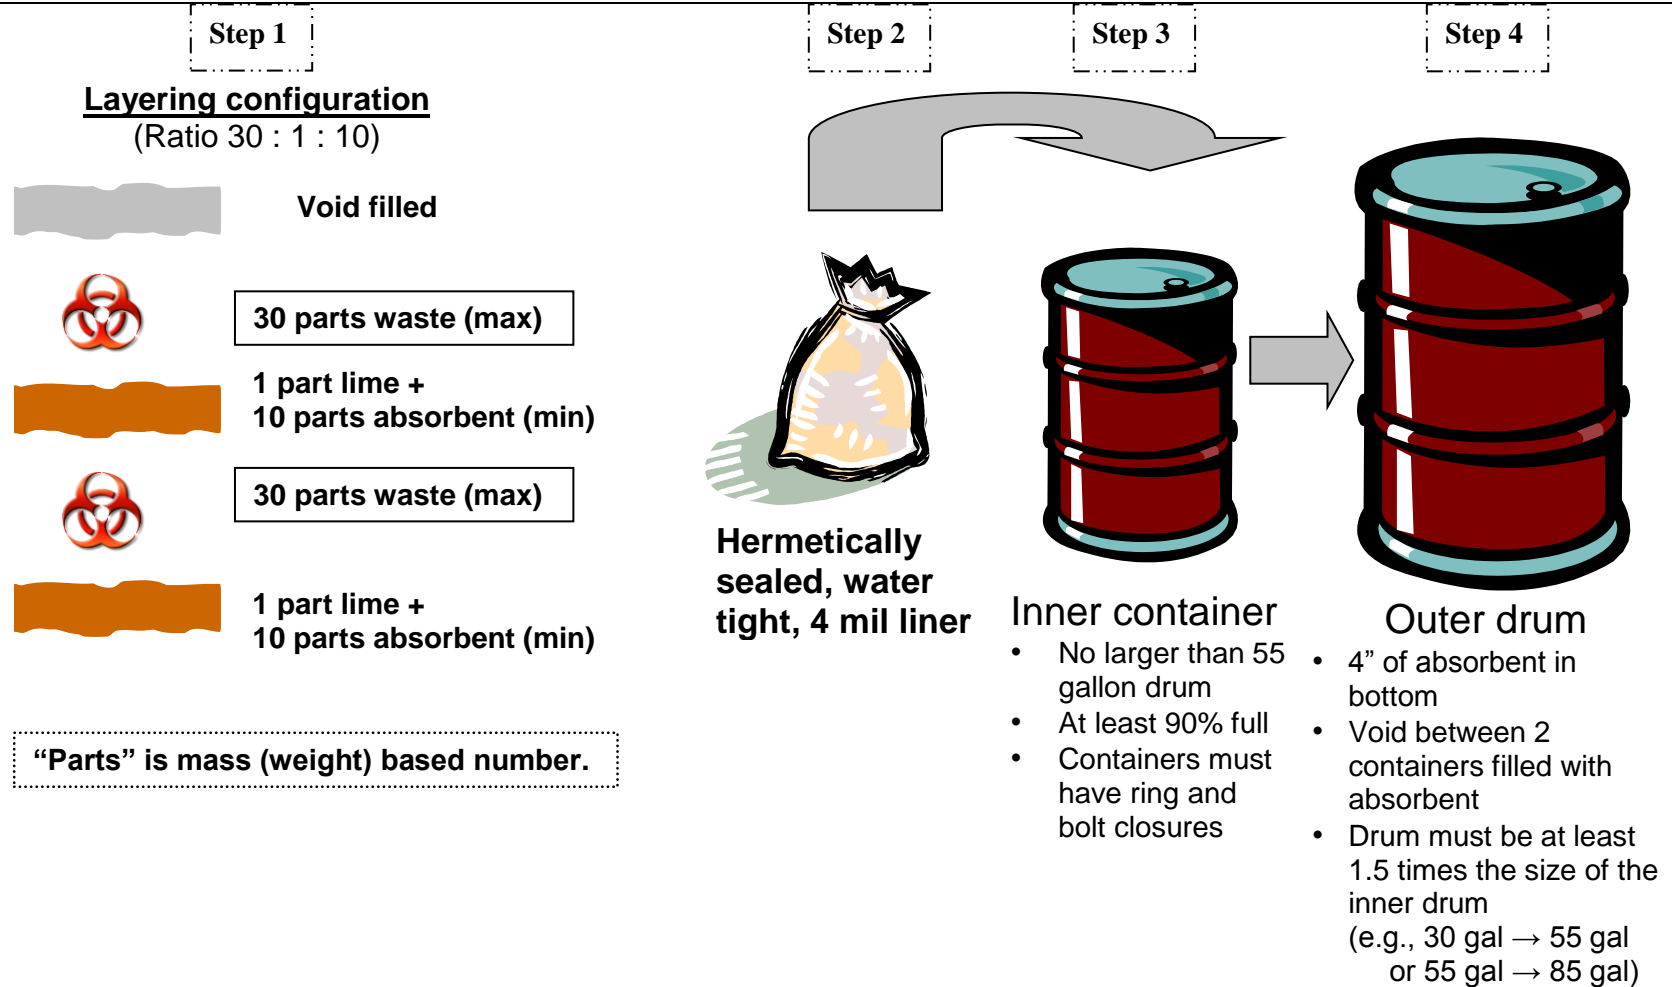 Step 1
Layering configuration
(Ratio 30 : 1 : 10)
Void filled
30 parts waste (max)
1 part lime +
10 parts absorbent (min)
30 parts waste (max)
1 part lime +
10 parts absorbent (min)
“Parts” is mass (weight) based number.
Step 2
Hermetically
sealed, water
tight, 4 mil liner
Step 3
Inner container
• No larger than 55
gallon drum
• At least 90% full
• Containers must
have ring and
bolt closures
Step 4
Outer drum
• 4” of absorbent in
bottom
• Void between 2
containers filled with
absorbent
• Drum must be at least
1.5 times the size of the
inner drum
(e.g., 30 gal → 55 gal
or 55 gal → 85 gal)